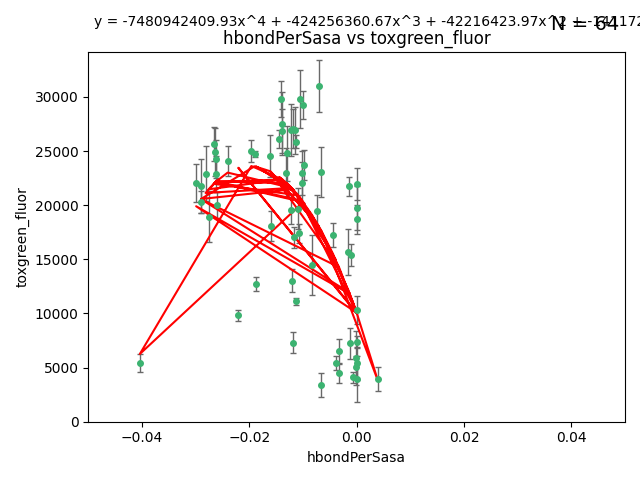 y = -7480942409.93x^4 + -424256360.67x^3 + -42216423.97x^2 +
N = 64
hbondPerSasa vs toxgreen_fluor
30000
25000
20000
15000
10000
5000
0
toxgreen_fluor
−0.04 −0.02 0.00 0.02 0.04
hbondPerSasa